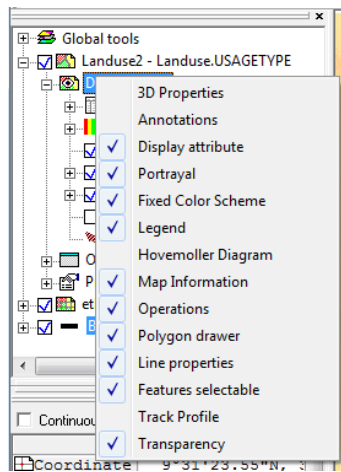 Global tools
Landuse2 - Landuse.USAGETYPE
D
3D Properties
Annotations
Display attribute
Portrayal
Fixed Color Scheme
Legend
Hovemoller Diagram
O
Map Information
P
Operations
et
Polygon drawer
B
Line properties
Features selectable
Continuou
Track Profile
Transparency
Coordinate 9°31'23.55"N,